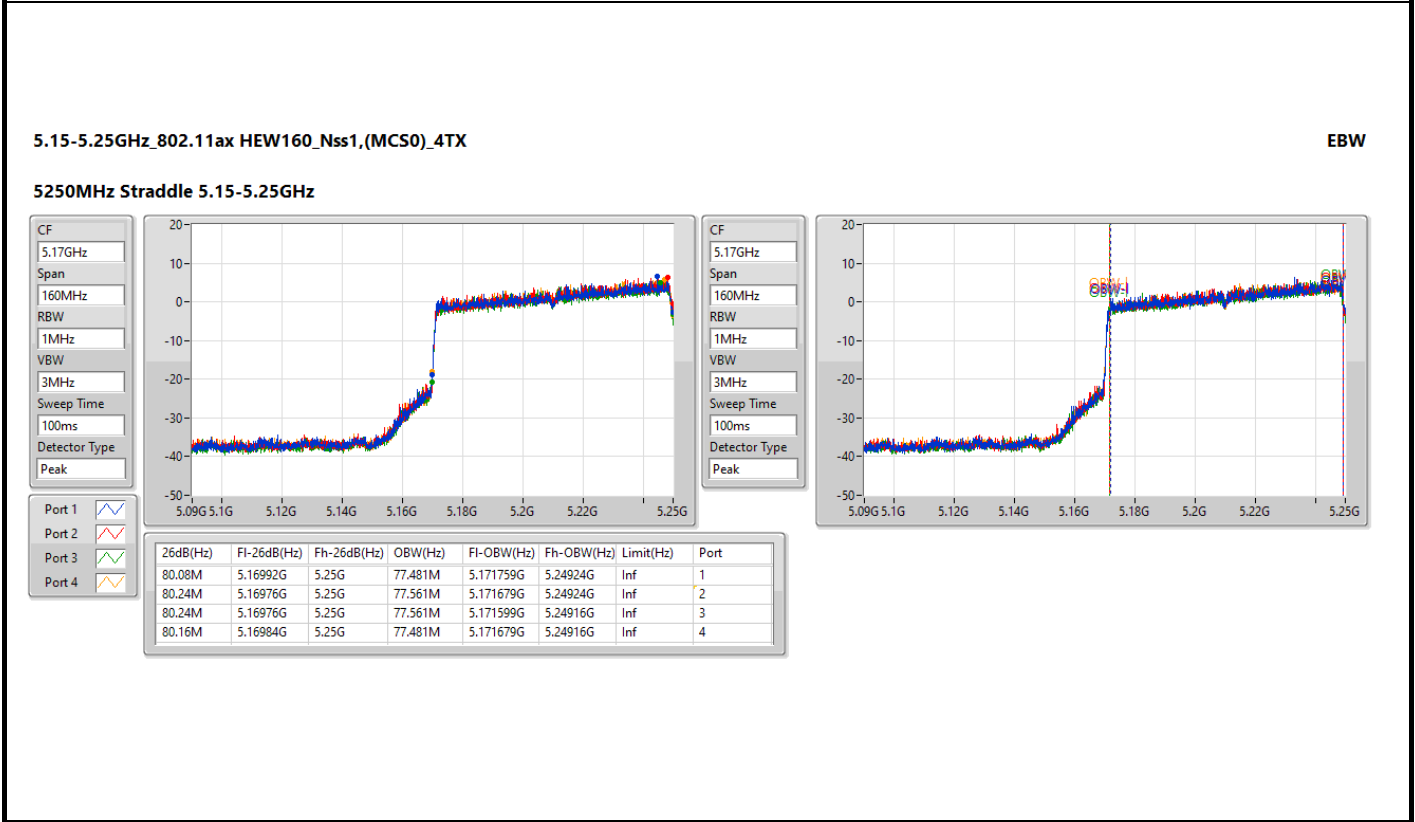 5.15-5.25GHz_802.11ax HEW160_Nss1,(MCS0)_4TX EBW
5250MHz Straddle 5.15-5.25GHz
CF
5.17GHz
Span
160MHz
RBW
1MHz
VBW
3MHz
Sweep Time
100ms
Detector Type
Peak
20
10
0
-10
-20
-30
-40
-50
5.09G 5.1G 5.12G 5.14G 5.16G 5.18G 5.2G 5.22G 5.25G
CF
5.17GHz
Span
160MHz
RBW
1MHz
VBW
3MHz
Sweep Time
100ms
Detector Type
Peak
20
10
0
-10
-20
-30
-40
-50
OBW-l
OBW
5.09G 5.1G 5.12G 5.14G 5.16G 5.18G 5.2G 5.22G 5.25G
Port 1
Port 2
Port 3
Port 4
26dB(Hz) Fl-26dB(Hz) Fh-26dB(Hz) OBW(Hz) Fl-OBW(Hz) Fh-OBW(Hz) Limit(Hz) Port
80.08M 5.16992G 5.25G 77.481M 5.171759G 5.24924G Inf 1
80.24M 5.16976G 5.25G 77.561M 5.171679G 5.24924G Inf 2
80.24M 5.16976G 5.25G 77.561M 5.171599G 5.24916G Inf 3
80.16M 5.16984G 5.25G 77.481M 5.171679G 5.24916G Inf 4